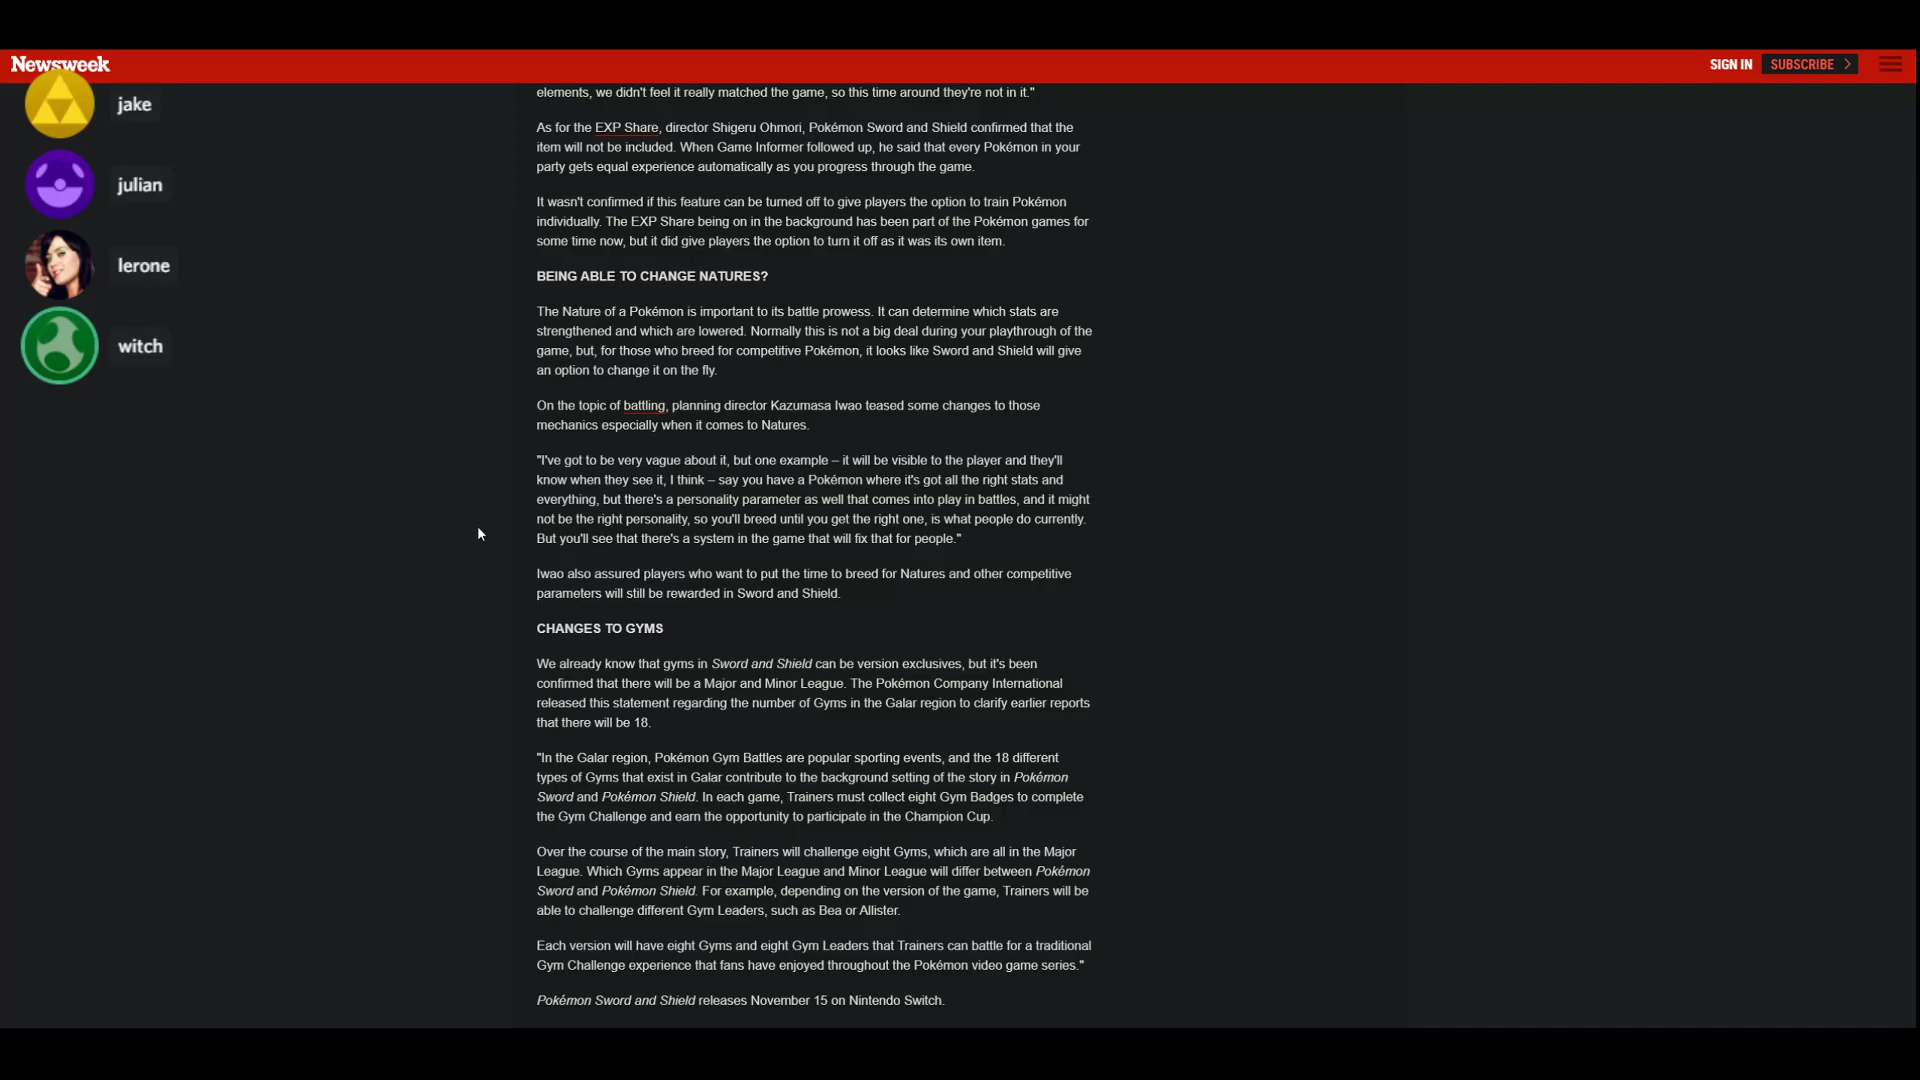 Newsweek
SIGN IN
SUBSCRIBE
jake
julian
lerone
witch
elements, we didn't feel it really matched the game, so this time around they're not in it."
As for the EXP Share, director Shigeru Ohmori, Pokémon Sword and Shield confirmed that the
item will not be included. When Game Informer followed up, he said that every Pokémon in your
party gets equal experience automatically as you progress through the game.
It wasn't confirmed if this feature can be turned off to give players the option to train Pokémon
individually. The EXP Share being on in the background has been part of the Pokémon games for
some time now, but it did give players the option to turn it off as it was its own item.
BEING ABLE TO CHANGE NATURES?
The Nature of a Pokémon is important to its battle prowess. It can determine which stats are
strengthened and which are lowered. Normally this is not a big deal during your playthrough of the
game, but, for those who breed for competitive Pokémon, it looks like Sword and Shield will give
an option to change it on the fly.
On the topic of battling, planning director Kazumasa Iwao teased some changes to those
mechanics especially when it comes to Natures.
"I've got to be very vague about it, but one example – it will be visible to the player and they'll
know when they see it, I think – say you have a Pokémon where it's got all the right stats and
everything, but there's a personality parameter as well that comes into play in battles, and it might
not be the right personality, so you'll breed until you get the right one, is what people do currently.
But you'll see that there's a system in the game that will fix that for people."
Iwao also assured players who want to put the time to breed for Natures and other competitive
parameters will still be rewarded in Sword and Shield.
CHANGES TO GYMS
We already know that gyms in Sword and Shield can be version exclusives, but it's been
confirmed that there will be a Major and Minor League. The Pokémon Company International
released this statement regarding the number of Gyms in the Galar region to clarify earlier reports
that there will be 18.
"In the Galar region, Pokémon Gym Battles are popular sporting events, and the 18 different
types of Gyms that exist in Galar contribute to the background setting of the story in Pokémon
Sword and Pokémon Shield. In each game, Trainers must collect eight Gym Badges to complete
the Gym Challenge and earn the opportunity to participate in the Champion Cup.
Over the course of the main story, Trainers will challenge eight Gyms, which are all in the Major
League. Which Gyms appear in the Major League and Minor League will differ between Pokémon
Sword and Pokémon Shield. For example, depending on the version of the game, Trainers will be
able to challenge different Gym Leaders, such as Bea or Allister.
Each version will have eight Gyms and eight Gym Leaders that Trainers can battle for a traditional
Gym Challenge experience that fans have enjoyed throughout the Pokémon video game series."
Pokémon Sword and Shield releases November 15 on Nintendo Switch.